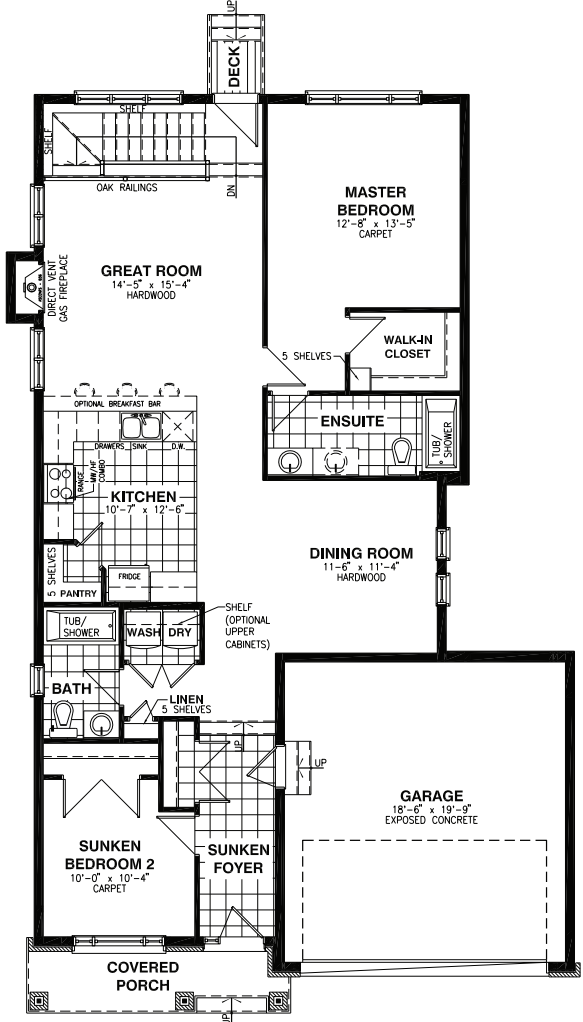 UP
DECK
SHELF
SHELF
OAK RAILINGS
DN
MASTER
BEDROOM
12'-8" x 13'-5"
CARPET
GREAT ROOM
14'-5" x 15'-4"
HARDWOOD
DIRECT VENT
GAS FIREPLACE
WALK-IN
CLOSET
5 SHELVES
OPTIONAL BREAKFAST BAR
ENSUITE
TUB/
SHOWER
DRAWERS
SINK
D.W.
RANGE
MW/HF
COMBO
KITCHEN
10'-7" x 12'-6"
DINING ROOM
11'-6" x 11'-4"
HARDWOOD
5 SHELVES
FRIDGE
PANTRY
TUB/
SHOWER
WASH
DRY
SHELF
(OPTIONAL
UPPER
CABINETS)
BATH
LINEN
5 SHELVES
UP
UP
GARAGE
18'-6" x 19'-9"
EXPOSED CONCRETE
SUNKEN
BEDROOM 2
10'-0" x 10'-4"
CARPET
SUNKEN
FOYER
COVERED
PORCH
UP